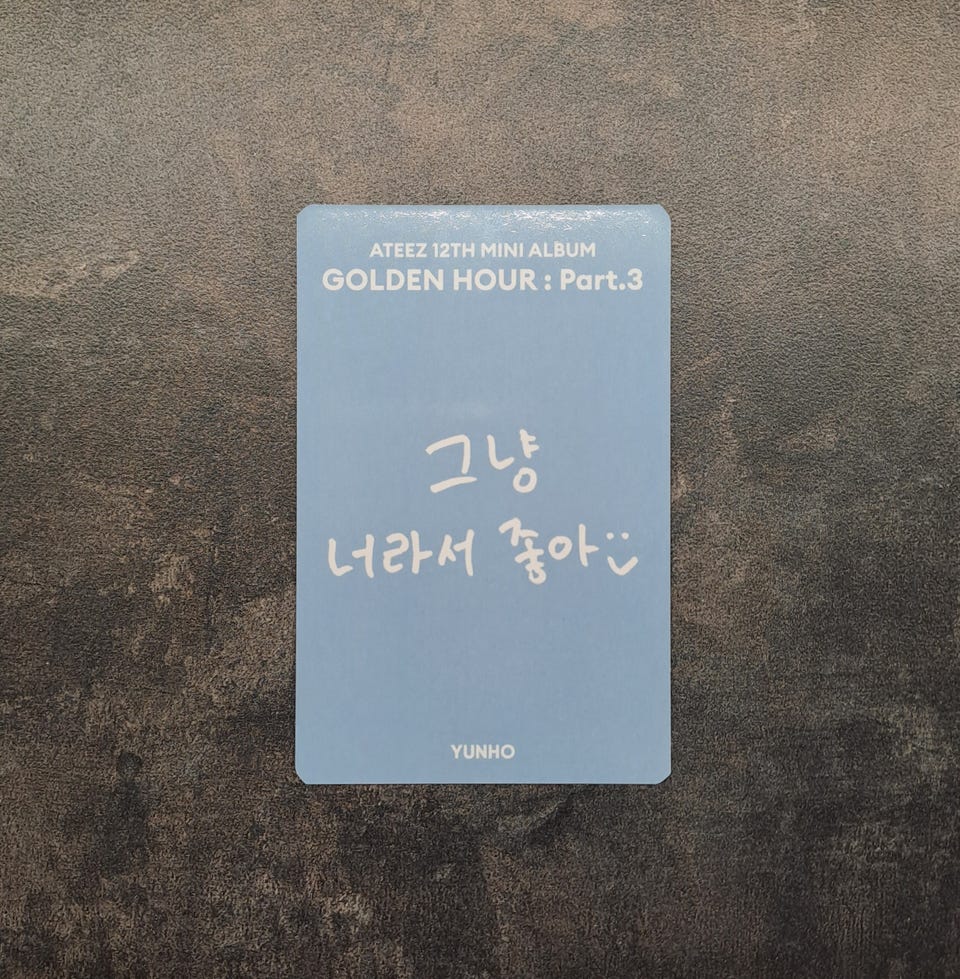 ATEEZ 12TH MINI ALBUM
GOLDEN HOUR : Part.3
그냥
너라서 좋아
YUNHO